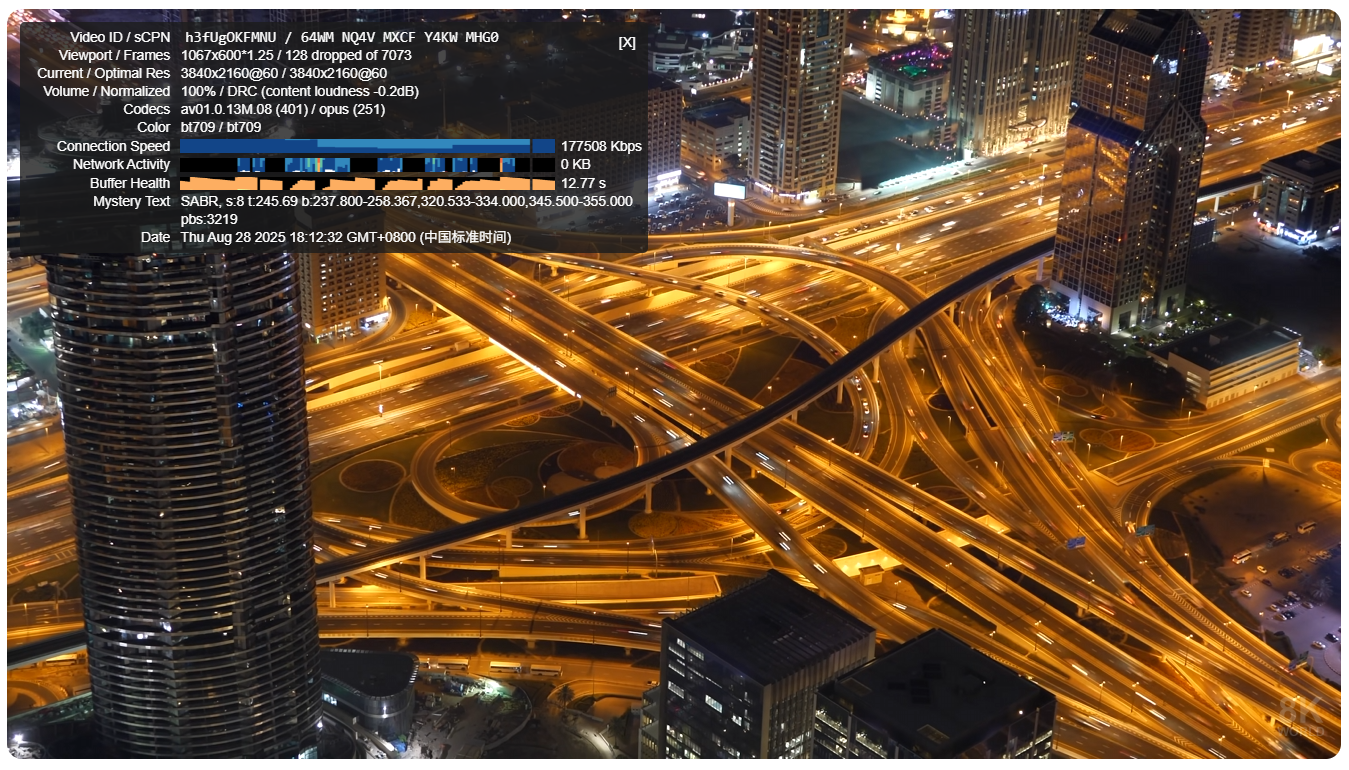 Video ID / sCPN h3fUgOKFMNU / 64WM NQ4V MXCF Y4KW MHG0
[X]
Viewport / Frames 1067x600*1.25 / 128 dropped of 7073
Current / Optimal Res 3840x2160@60 / 3840x2160@60
Volume / Normalized 100% / DRC (content loudness -0.2dB)
Codecs av01.0.13M.08 (401) / opus (251)
Color bt709 / bt709
Connection Speed 177508 Kbps
Network Activity 0 KB
Buffer Health 12.77 s
Mystery Text SABR, s:8 t:245.69 b:237.800-258.367,320.533-334.000,345.500-355.000
pbs:3219
Date Thu Aug 28 2025 18:12:32 GMT+0800 (中国标准时间)
8K
WORLD